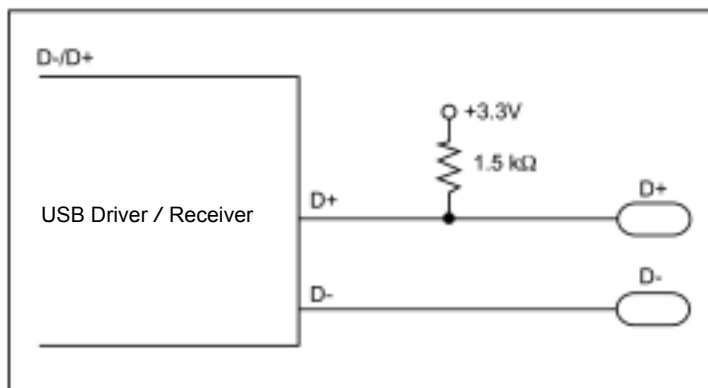 D-/D+
+3.3V
1.5 kΩ
D+
D+
USB Driver / Receiver
D-
D-